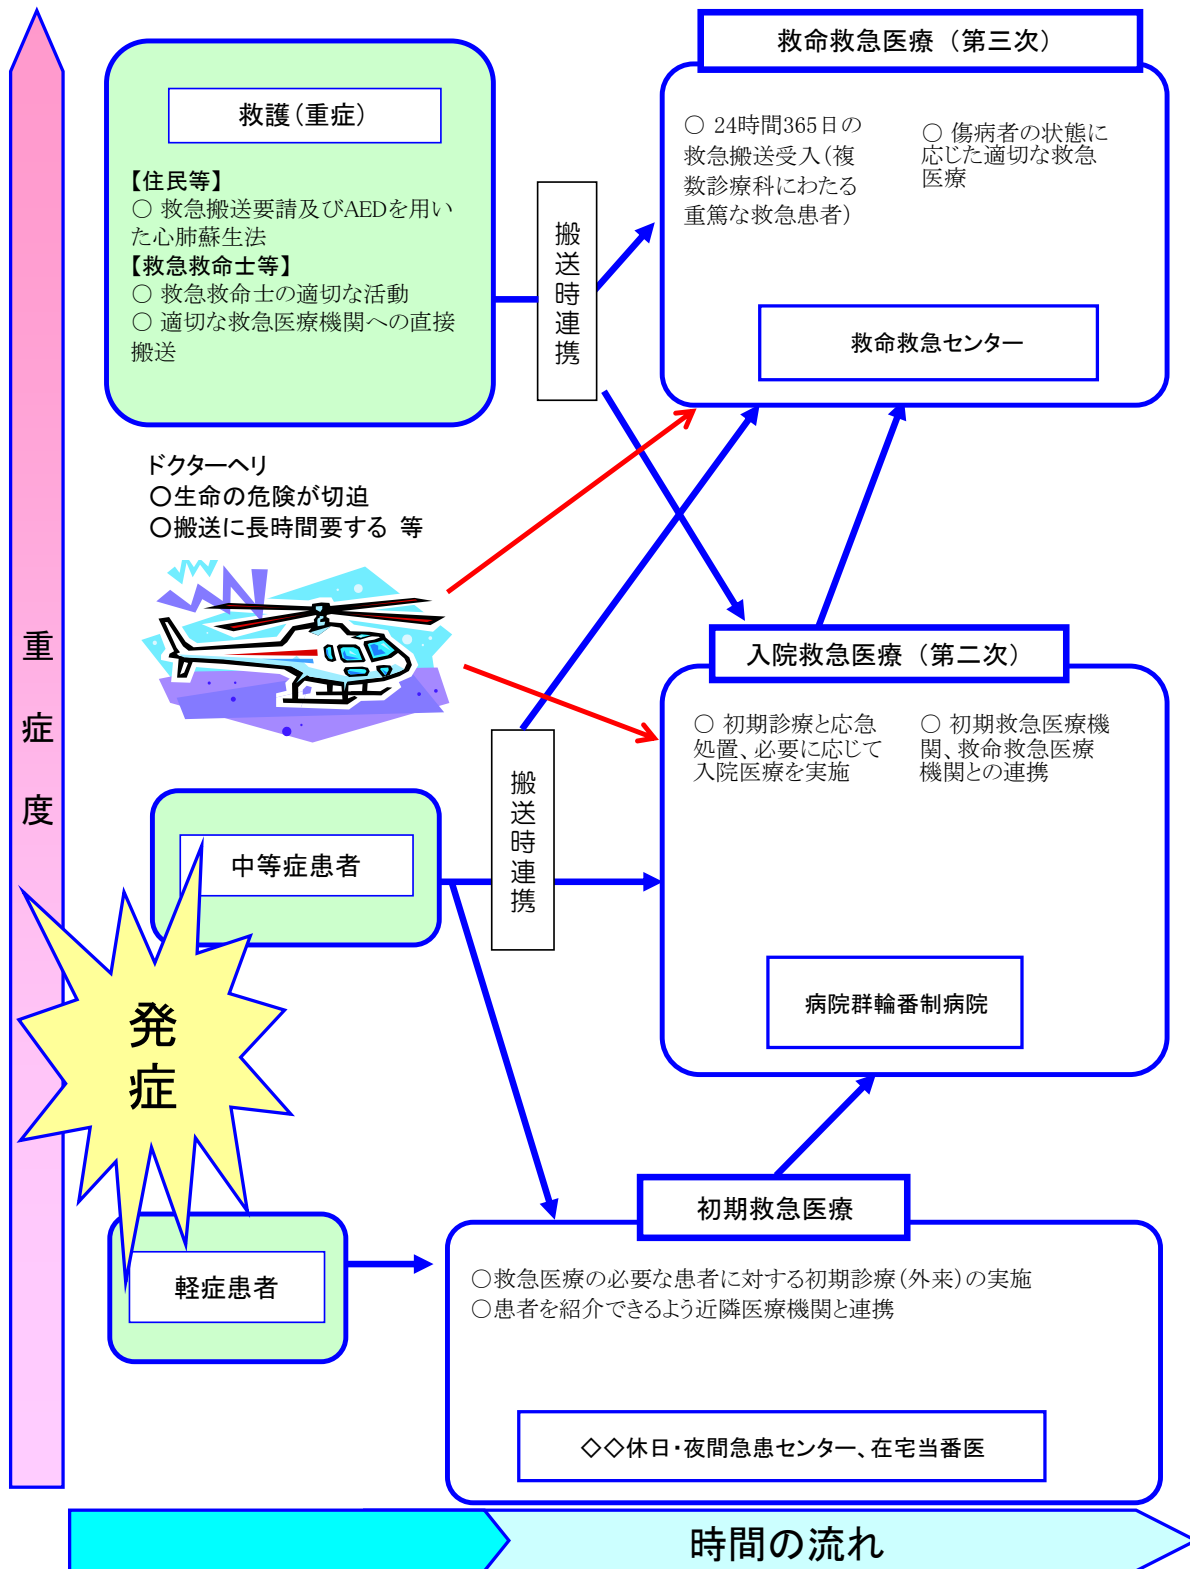 救命救急医療（第三次）
救護（重症）
【住民等】
○ 救急搬送要請及びAEDを用い
た心肺蘇生法
【救急救命士等】
○ 救急救命士の適切な活動
○ 適切な救急医療機関への直接
搬送
搬送時連携
○ 24時間365日の
救急搬送受入（複
数診療科にわたる
重篤な救急患者）
○ 傷病者の状態に
応じた適切な救急
医療
救命救急センター
ドクターヘリ
○生命の危険が切迫
○搬送に長時間要する 等
重症度
入院救急医療（第二次）
○ 初期診療と応急
処置、必要に応じて
入院医療を実施
○ 初期救急医療機
関、救命救急医療
機関との連携
搬送時連携
中等症患者
病院群輪番制病院
発症
初期救急医療
軽症患者
○救急医療の必要な患者に対する初期診療（外来）の実施
○患者を紹介できるよう近隣医療機関と連携
◇◇休日・夜間急患センター、在宅当番医
時間の流れ